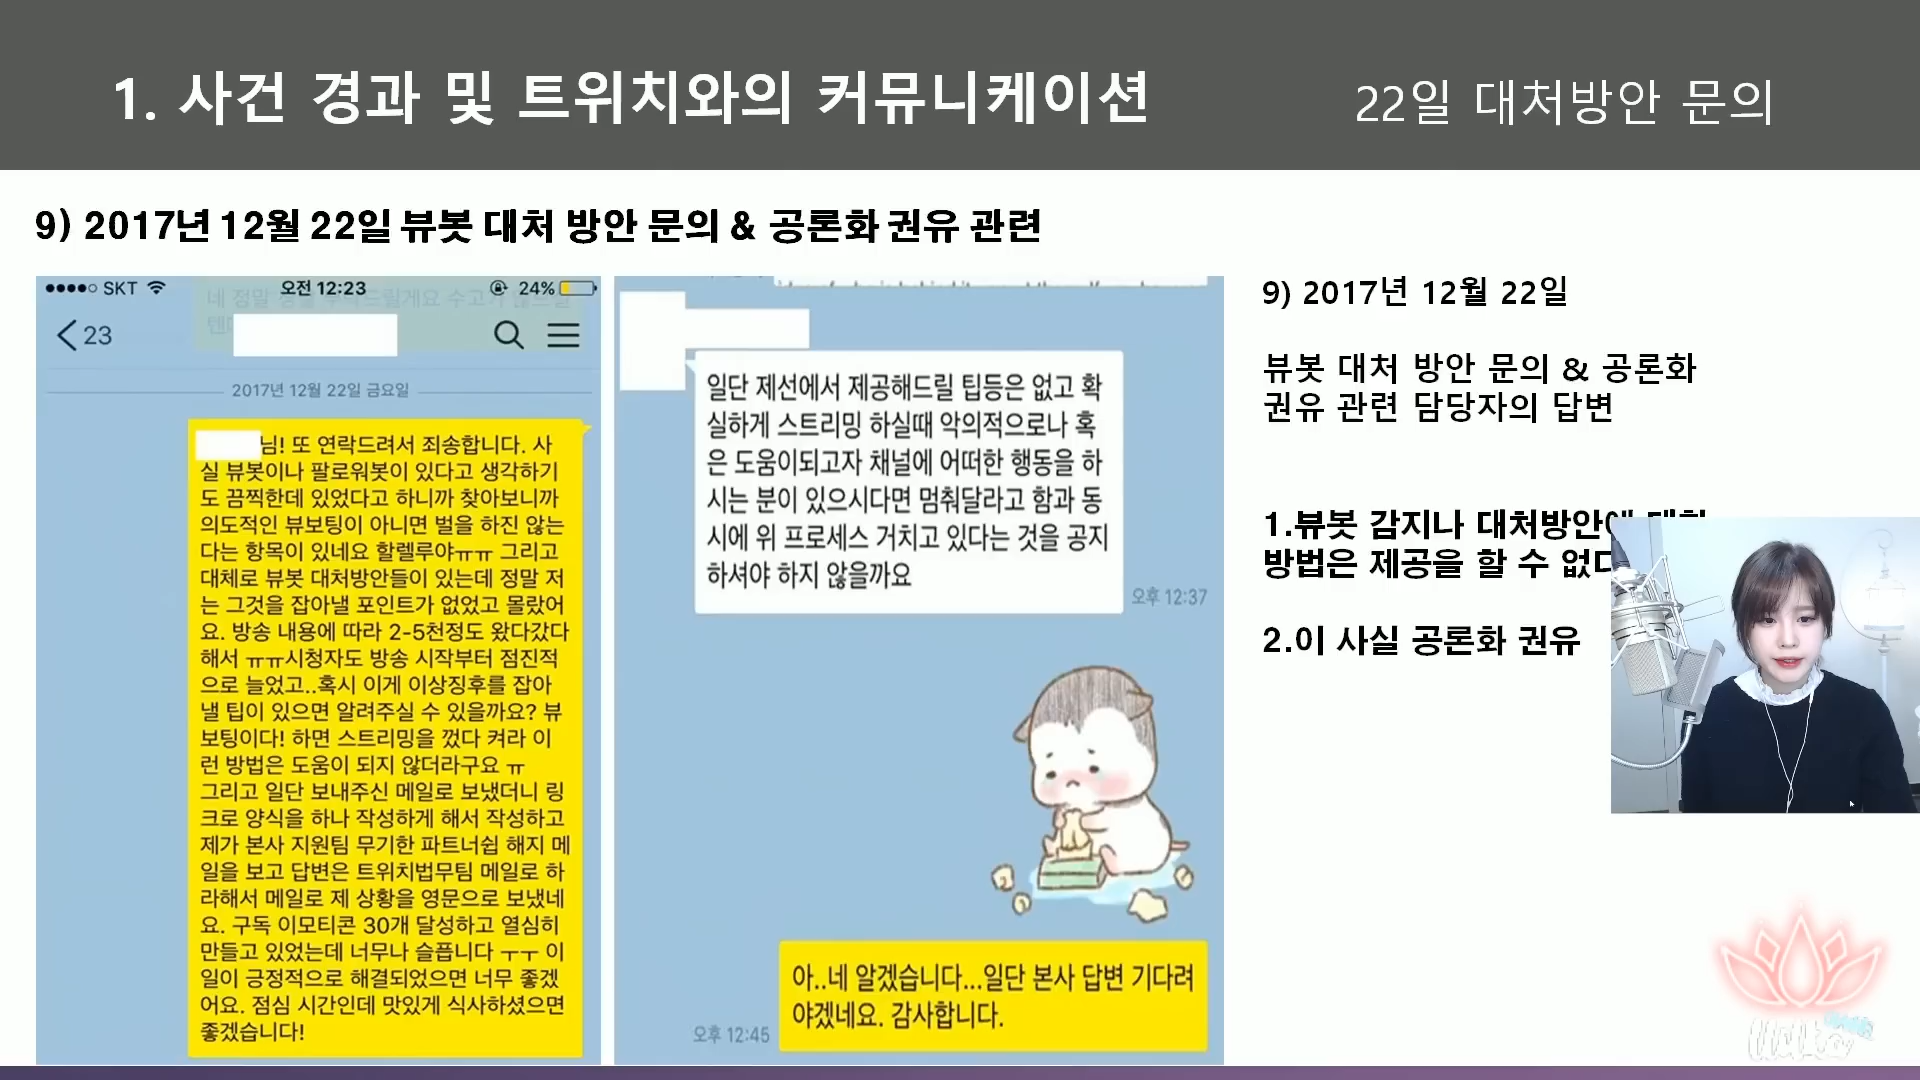 1. 사건 경과 및 트위치와의 커뮤니케이션
22일 대처방안 문의
9) 2017년 12월 22일 뷰봇 대처 방안 문의 & 공론화 권유 관련
SKT
오전 12:23
24%
23
2017년 12월 22일 금요일
님! 또 연락드려서 죄송합니다. 사
실 뷰봇이나 팔로워봇이 있다고 생각하기
도 끔찍한데 있었다고 하니까 찾아보니까
의도적인 뷰보팅이 아니면 벌을 하진 않는
다는 항목이 있네요 할렐루야ㅠㅠ 그리고
대체로 뷰봇 대처방안들이 있는데 정말 저
는 그것을 잡아낼 포인트가 없었고 몰랐어
요. 방송 내용에 따라 2-5천정도 왔다갔다
해서 ㅠㅠ시청자도 방송 시작부터 점진적
으로 늘었고..혹시 이게 이상징후를 잡아
낼 팁이 있으면 알려주실 수 있을까요? 뷰
보팅이다! 하면 스트리밍을 껐다 켜라 이
런 방법은 도움이 되지 않더라구요 ㅠ
그리고 일단 보내주신 메일로 보냈더니 링
크로 양식을 하나 작성하게 해서 작성하고
제가 본사 지원팀 무기한 파트너쉽 해지 메
일을 보고 답변은 트위치법무팀 메일로 하
라해서 메일로 제 상황을 영문으로 보냈네
요. 구독 이모티콘 30개 달성하고 열심히
만들고 있었는데 너무나 슬픕니다 ㅜㅜ 이
일이 긍정적으로 해결되었으면 너무 좋겠
어요. 점심 시간인데 맛있게 식사하셨으면
좋겠습니다!
일단 제선에서 제공해드릴 팁등은 없고 확
실하게 스트리밍 하실때 악의적으로나 혹
은 도움이되고자 채널에 어떠한 행동을 하
시는 분이 있으시다면 멈춰달라고 함과 동
시에 위 프로세스 거치고 있다는 것을 공지
하셔야 하지 않을까요
오후 12:37
아..네 알겠습니다...일단 본사 답변 기다려
야겠네요. 감사합니다.
오후 12:45
9) 2017년 12월 22일
뷰봇 대처 방안 문의 & 공론화
권유 관련 담당자의 답변
1.뷰봇 감지나 대처방안에
방법은 제공을 할 수 없다
2.이 사실 공론화 권유